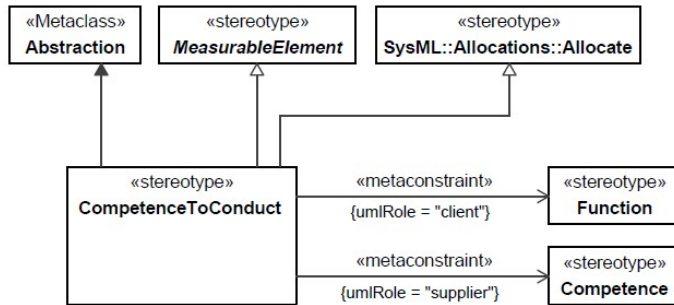 «Metaclass»
Abstraction
«stereotype»
MeasurableElement
«stereotype»
SysML::Allocations::Allocate
«stereotype»
CompetenceToConduct
«metaconstraint»
{umlRole = "client"}
«stereotype»
Function
«metaconstraint»
{umlRole = "supplier"}
«stereotype»
Competence